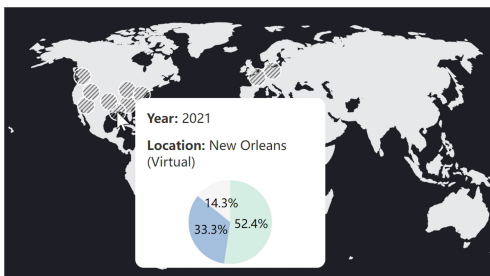 Year: 2021
Location: New Orleans
(Virtual)
14.3%
33.3%
52.4%